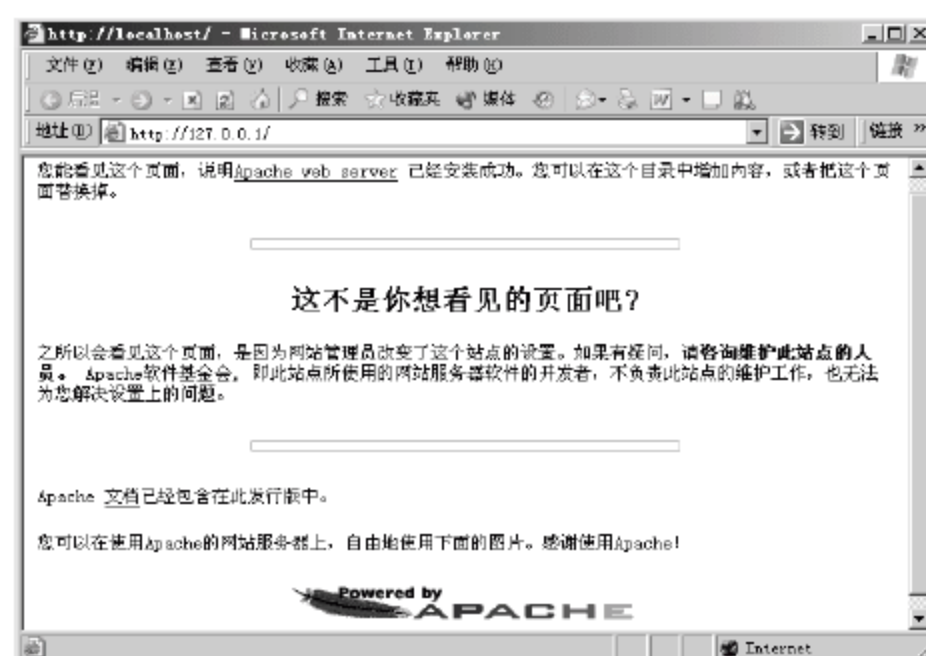 http://localhost/ - Microsoft Internet Explorer
文件(F) 编辑(E) 查看(V) 收藏(A) 工具(T) 帮助(H)
后退 搜索 收藏夹 媒体
地址(D) http://127.0.0.1/ 转到 链接 »
您能看见这个页面，说明Apache web server 已经安装成功。您可以在这个目录中增加内容，或者把这个页
面替换掉。
这不是你想看见的页面吧?
之所以会看见这个页面，是因为网站管理员改变了这个站点的设置。如果有疑问，请咨询维护此站点的人
员。 Apache软件基金会，即此站点所使用的网站服务器软件的开发者，不负责此站点的维护工作，也无法
为您解决设置上的问题。
Apache 文档已经包含在此发行版中。
您可以在使用Apache的网站服务器上，自由地使用下面的图片。感谢使用Apache!
Powered by
APACHE
Internet